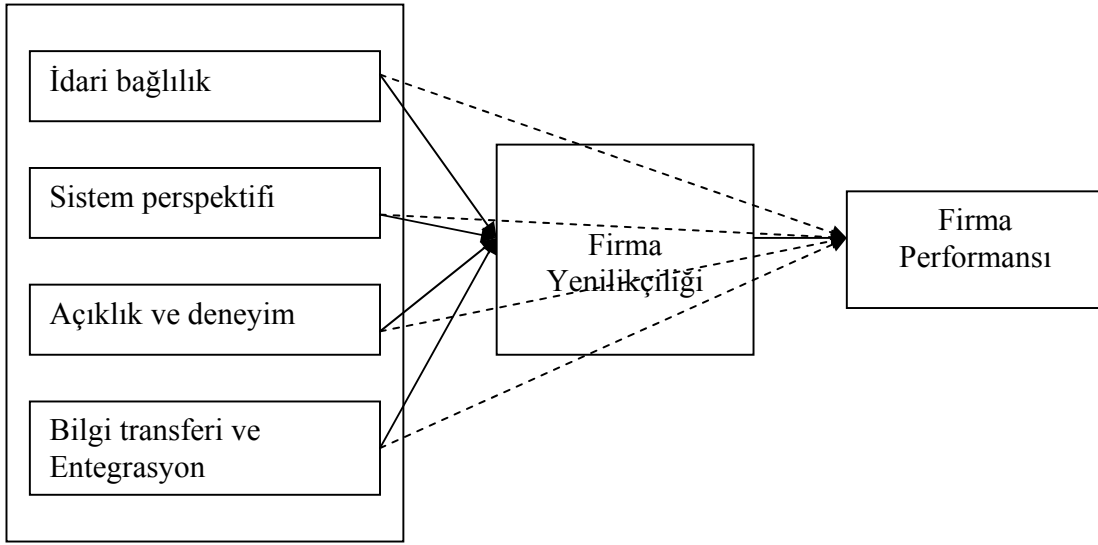 İdari bağlılık
Sistem perspektifi
Açıklık ve deneyim
Bilgi transferi ve
Entegrasyon
Firma
Yenilikçiliği
Firma
Performansı